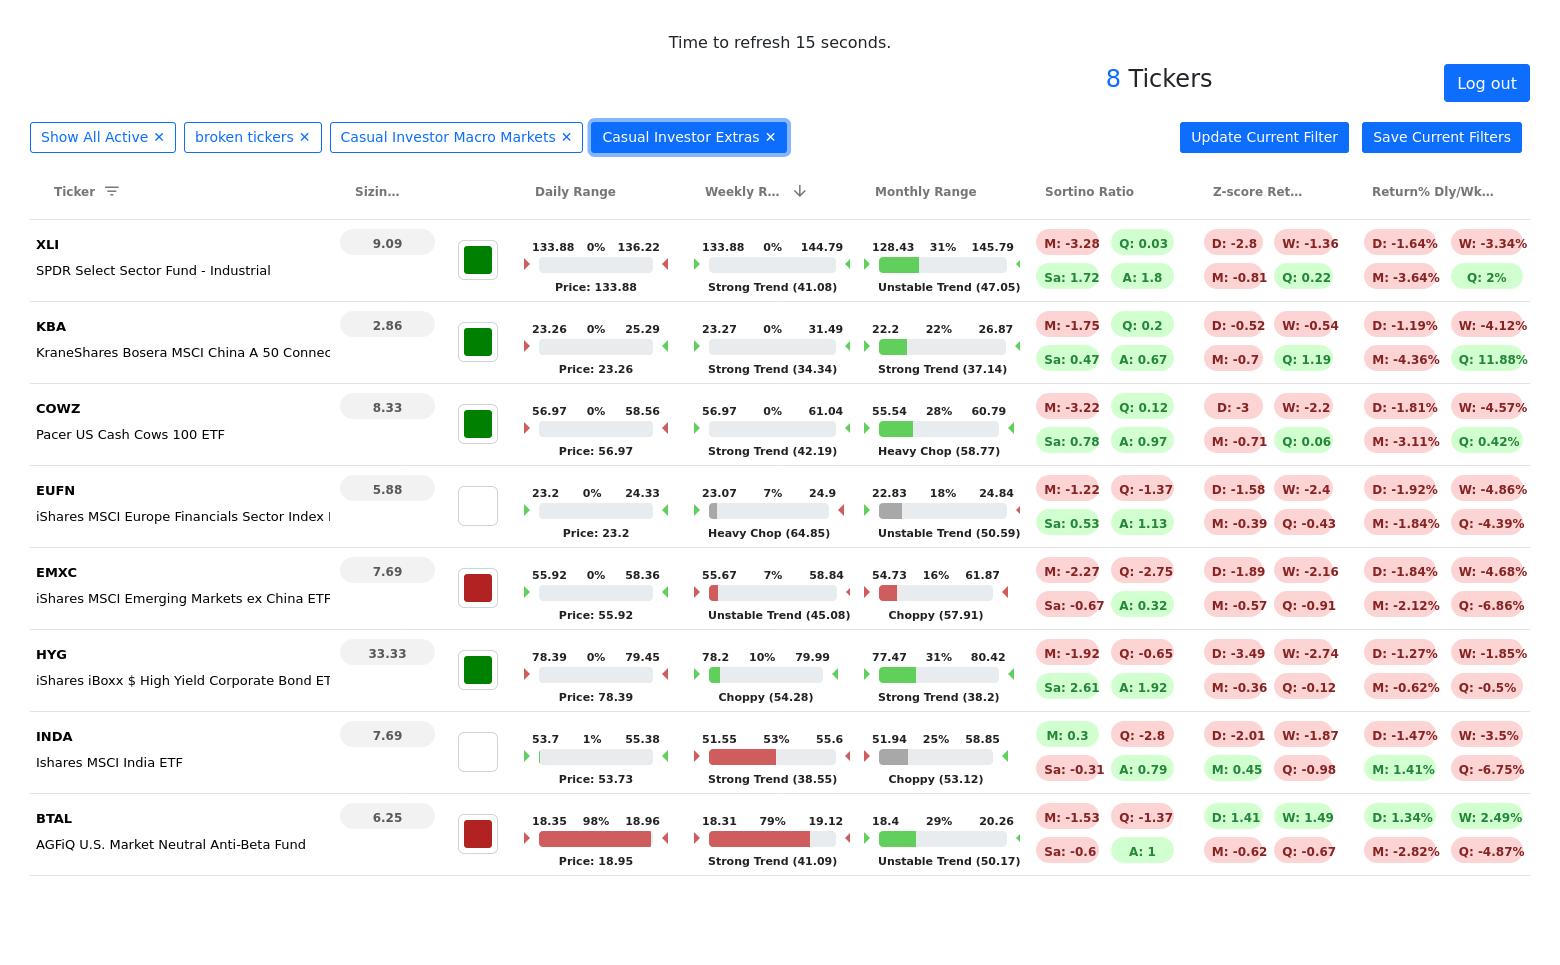 Time to refresh 15 seconds.
8 Tickers
Log out
Show All Active ✕ broken tickers ✕ Casual Investor Macro Markets ✕ Casual Investor Extras ✕ Update Current Filter Save Current Filters
Ticker Sizin... Daily Range Weekly R... Monthly Range Sortino Ratio Z-score Ret... Return% Dly/Wk...
XLI 9.09 133.88 0% 136.22 133.88 0% 144.79 128.43 31% 145.79 M: -3.28 Q: 0.03 D: -2.8 W: -1.36 D: -1.64% W: -3.34%
SPDR Select Sector Fund - Industrial Price: 133.88 Strong Trend (41.08) Unstable Trend (47.05) Sa: 1.72 A: 1.8 M: -0.81 Q: 0.22 M: -3.64% Q: 2%
KBA 2.86 23.26 0% 25.29 23.27 0% 31.49 22.2 22% 26.87 M: -1.75 Q: 0.2 D: -0.52 W: -0.54 D: -1.19% W: -4.12%
KraneShares Bosera MSCI China A 50 Connec Price: 23.26 Strong Trend (34.34) Strong Trend (37.14) Sa: 0.47 A: 0.67 M: -0.7 Q: 1.19 M: -4.36% Q: 11.88%
COWZ 8.33 56.97 0% 58.56 56.97 0% 61.04 55.54 28% 60.79 M: -3.22 Q: 0.12 D: -3 W: -2.2 D: -1.81% W: -4.57%
Pacer US Cash Cows 100 ETF Price: 56.97 Strong Trend (42.19) Heavy Chop (58.77) Sa: 0.78 A: 0.97 M: -0.71 Q: 0.06 M: -3.11% Q: 0.42%
EUFN 5.88 23.2 0% 24.33 23.07 7% 24.9 22.83 18% 24.84 M: -1.22 Q: -1.37 D: -1.58 W: -2.4 D: -1.92% W: -4.86%
iShares MSCI Europe Financials Sector Index Price: 23.2 Heavy Chop (64.85) Unstable Trend (50.59) Sa: 0.53 A: 1.13 M: -0.39 Q: -0.43 M: -1.84% Q: -4.39%
EMXC 7.69 55.92 0% 58.36 55.67 7% 58.84 54.73 16% 61.87 M: -2.27 Q: -2.75 D: -1.89 W: -2.16 D: -1.84% W: -4.68%
iShares MSCI Emerging Markets ex China ETF Price: 55.92 Unstable Trend (45.08) Choppy (57.91) Sa: -0.67 A: 0.32 M: -0.57 Q: -0.91 M: -2.12% Q: -6.86%
HYG 33.33 78.39 0% 79.45 78.2 10% 79.99 77.47 31% 80.42 M: -1.92 Q: -0.65 D: -3.49 W: -2.74 D: -1.27% W: -1.85%
iShares iBoxx $ High Yield Corporate Bond ET Price: 78.39 Choppy (54.28) Strong Trend (38.2) Sa: 2.61 A: 1.92 M: -0.36 Q: -0.12 M: -0.62% Q: -0.5%
INDA 7.69 53.7 1% 55.38 51.55 53% 55.6 51.94 25% 58.85 M: 0.3 Q: -2.8 D: -2.01 W: -1.87 D: -1.47% W: -3.5%
Ishares MSCI India ETF Price: 53.73 Strong Trend (38.55) Choppy (53.12) Sa: -0.31 A: 0.79 M: 0.45 Q: -0.98 M: 1.41% Q: -6.75%
BTAL 6.25 18.35 98% 18.96 18.31 79% 19.12 18.4 29% 20.26 M: -1.53 Q: -1.37 D: 1.41 W: 1.49 D: 1.34% W: 2.49%
AGFiQ U.S. Market Neutral Anti-Beta Fund Price: 18.95 Strong Trend (41.09) Unstable Trend (50.17) Sa: -0.6 A: 1 M: -0.62 Q: -0.67 M: -2.82% Q: -4.87%